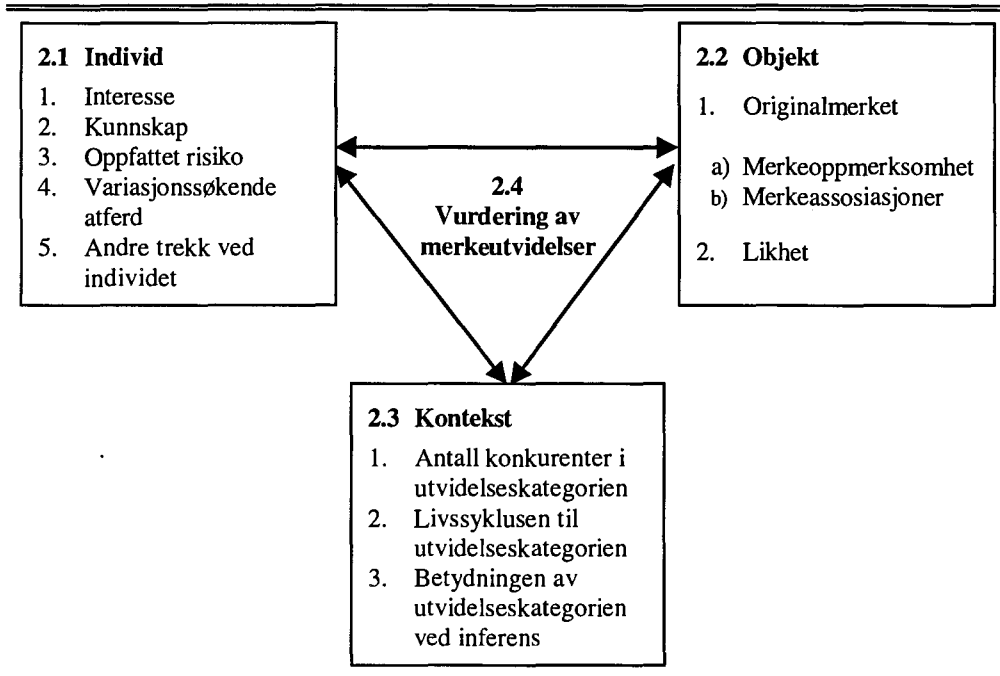 2.1 Individ
1. Interesse
2. Kunnskap
3. Oppfattet risiko
4. Variasjonssøkende
atferd
5. Andre trekk ved
individet
2.2 Objekt
1. Originalmerket
a) Merkeoppmerksomhet
b) Merkeassosiasjoner
2. Likhet
2.4
Vurdering av
merkeutvidelser
2.3 Kontekst
1. Antall konkurenter i
utvidelseskategorien
2. Livssyklusen til
utvidelseskategorien
3. Betydningen av
utvidelseskategorien
ved inferens